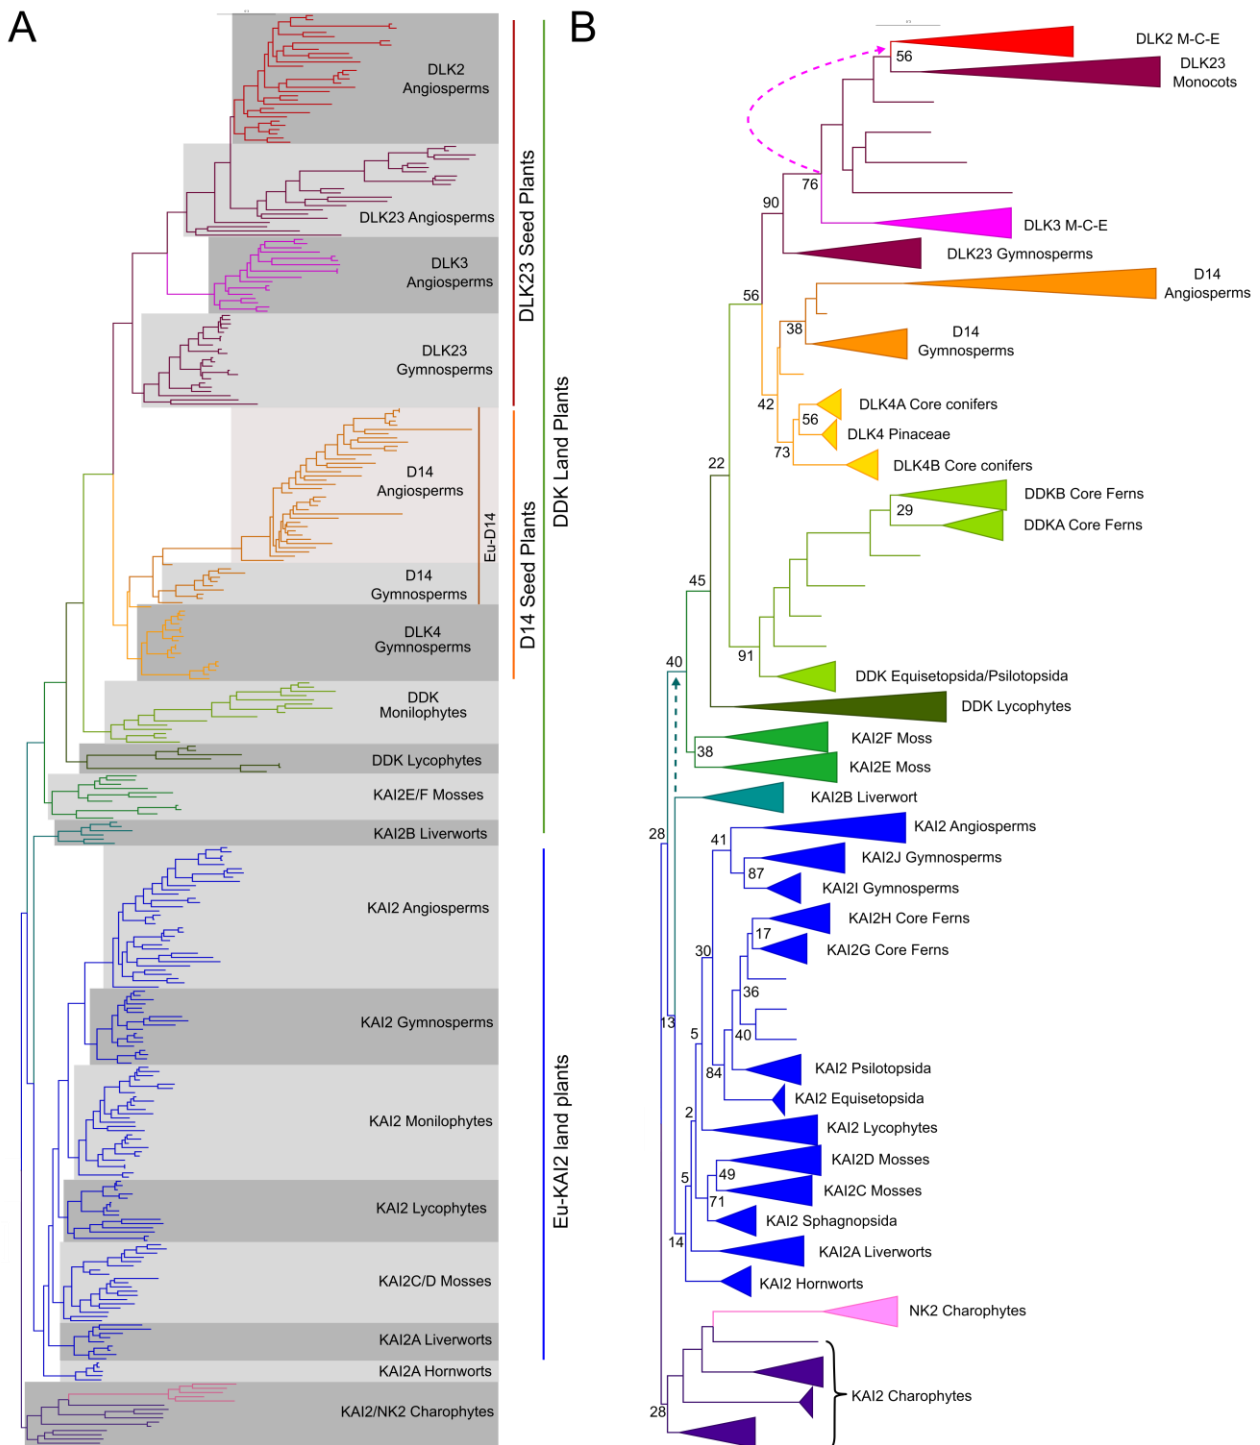 A
DLK2
Angiosperms
DLK23 Angiosperms
DLK3
Angiosperms
DLK23
Gymnosperms
D14
Angiosperms
D14
Gymnosperms
DLK4
Gymnosperms
DDK
Monilophytes
DDK Lycophytes
KAI2E/F Mosses
KAI2B Liverworts
KAI2 Angiosperms
KAI2 Gymnosperms
KAI2 Monilophytes
KAI2 Lycophytes
KAI2C/D Mosses
KAI2A Liverworts
KAI2A Hornworts
KAI2/NK2 Charophytes
Eu-D14
DLK23 Seed Plants
D14 Seed Plants
DDK Land Plants
Eu-KAI2 land plants
B
DLK2 M-C-E
56
DLK23
Monocots
76
90
DLK3 M-C-E
DLK23 Gymnosperms
D14
Angiosperms
56
38
D14
Gymnosperms
42
DLK4A Core conifers
56
DLK4 Pinaceae
73
DLK4B Core conifers
22
DDKB Core Ferns
29
DDKA Core Ferns
45
91
40
DDK Equisetopsida/Psilotopsida
DDK Lycophytes
KAI2F Moss
38
KAI2E Moss
KAI2B Liverwort
28
41
KAI2 Angiosperms
KAI2J Gymnosperms
87
KAI2I Gymnosperms
KAI2H Core Ferns
17
30
KAI2G Core Ferns
36
13
5
40
84
KAI2 Psilotopsida
KAI2 Equisetopsida
2
KAI2 Lycophytes
KAI2D Mosses
5
49
KAI2C Mosses
71
KAI2 Sphagnopsida
14
KAI2A Liverworts
KAI2 Hornworts
NK2 Charophytes
KAI2 Charophytes
28